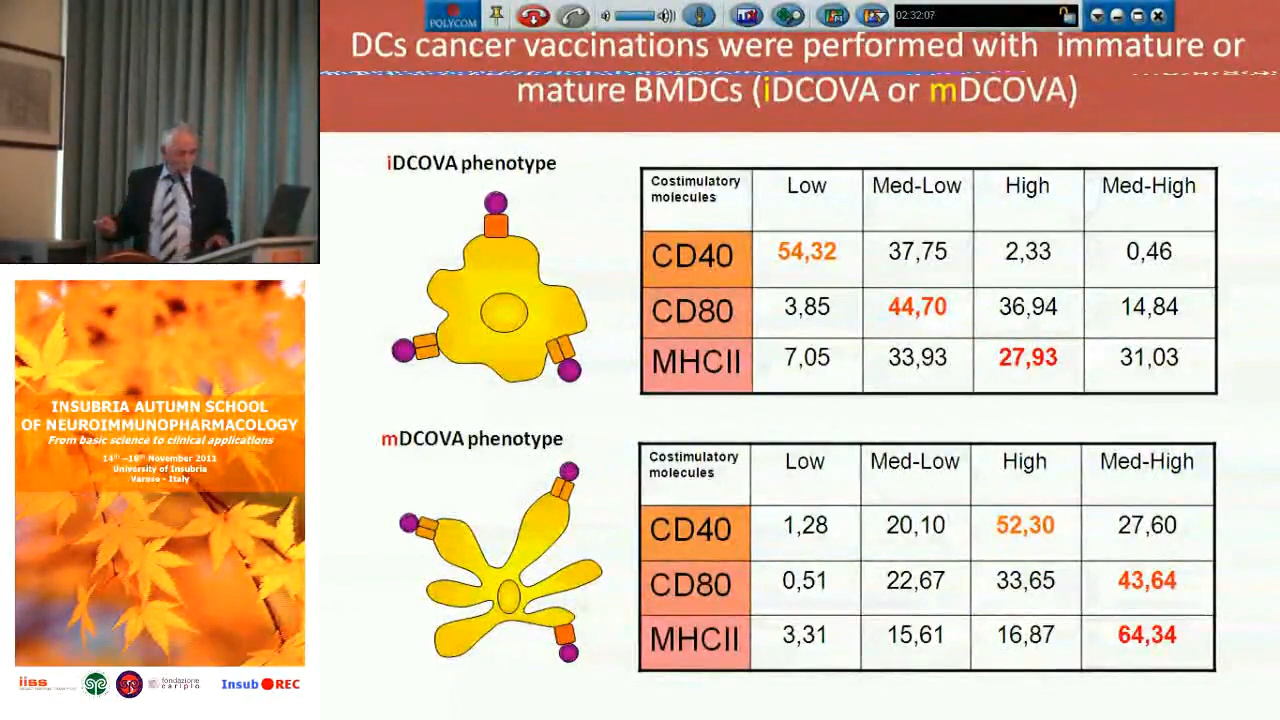 POLYCOM
02:32:07
DCs cancer vaccinations were performed with immature or
mature BMDCs (iDCOVA or mDCOVA)
iDCOVA phenotype
Costimulatory molecules Low Med-Low High Med-High
CD40 54,32 37,75 2,33 0,46
CD80 3,85 44,70 36,94 14,84
MHCII 7,05 33,93 27,93 31,03
mDCOVA phenotype
Costimulatory molecules Low Med-Low High Med-High
CD40 1,28 20,10 52,30 27,60
CD80 0,51 22,67 33,65 43,64
MHCII 3,31 15,61 16,87 64,34
INSUBRIA AUTUMN SCHOOL
OF NEUROIMMUNOPHARMACOLOGY
From basic science to clinical applications
14th –18th November 2011
University of Insubria
Varese - Italy
iiss
fondazione
cariplo
Insub REC